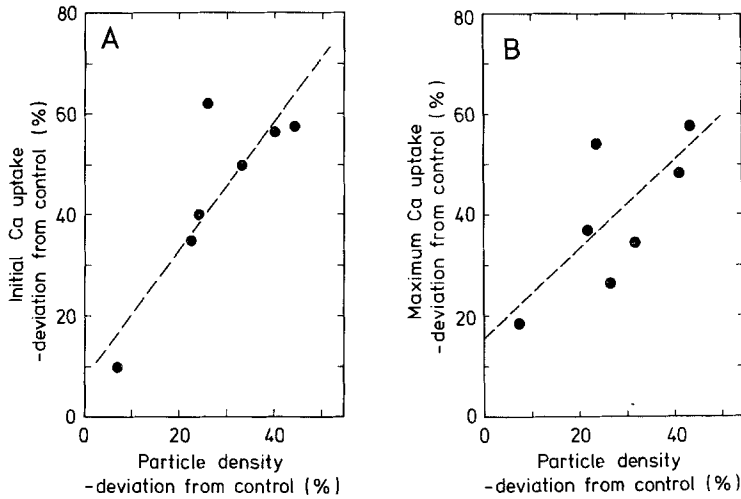 A
80
60
40
20
0
Initial Ca uptake
-deviation from control (%)
0 20 40
Particle density
-deviation from control (%)
B
80
60
40
20
0
Maximum Ca uptake
-deviation from control (%)
0 20 40
Particle density
-deviation from control (%)